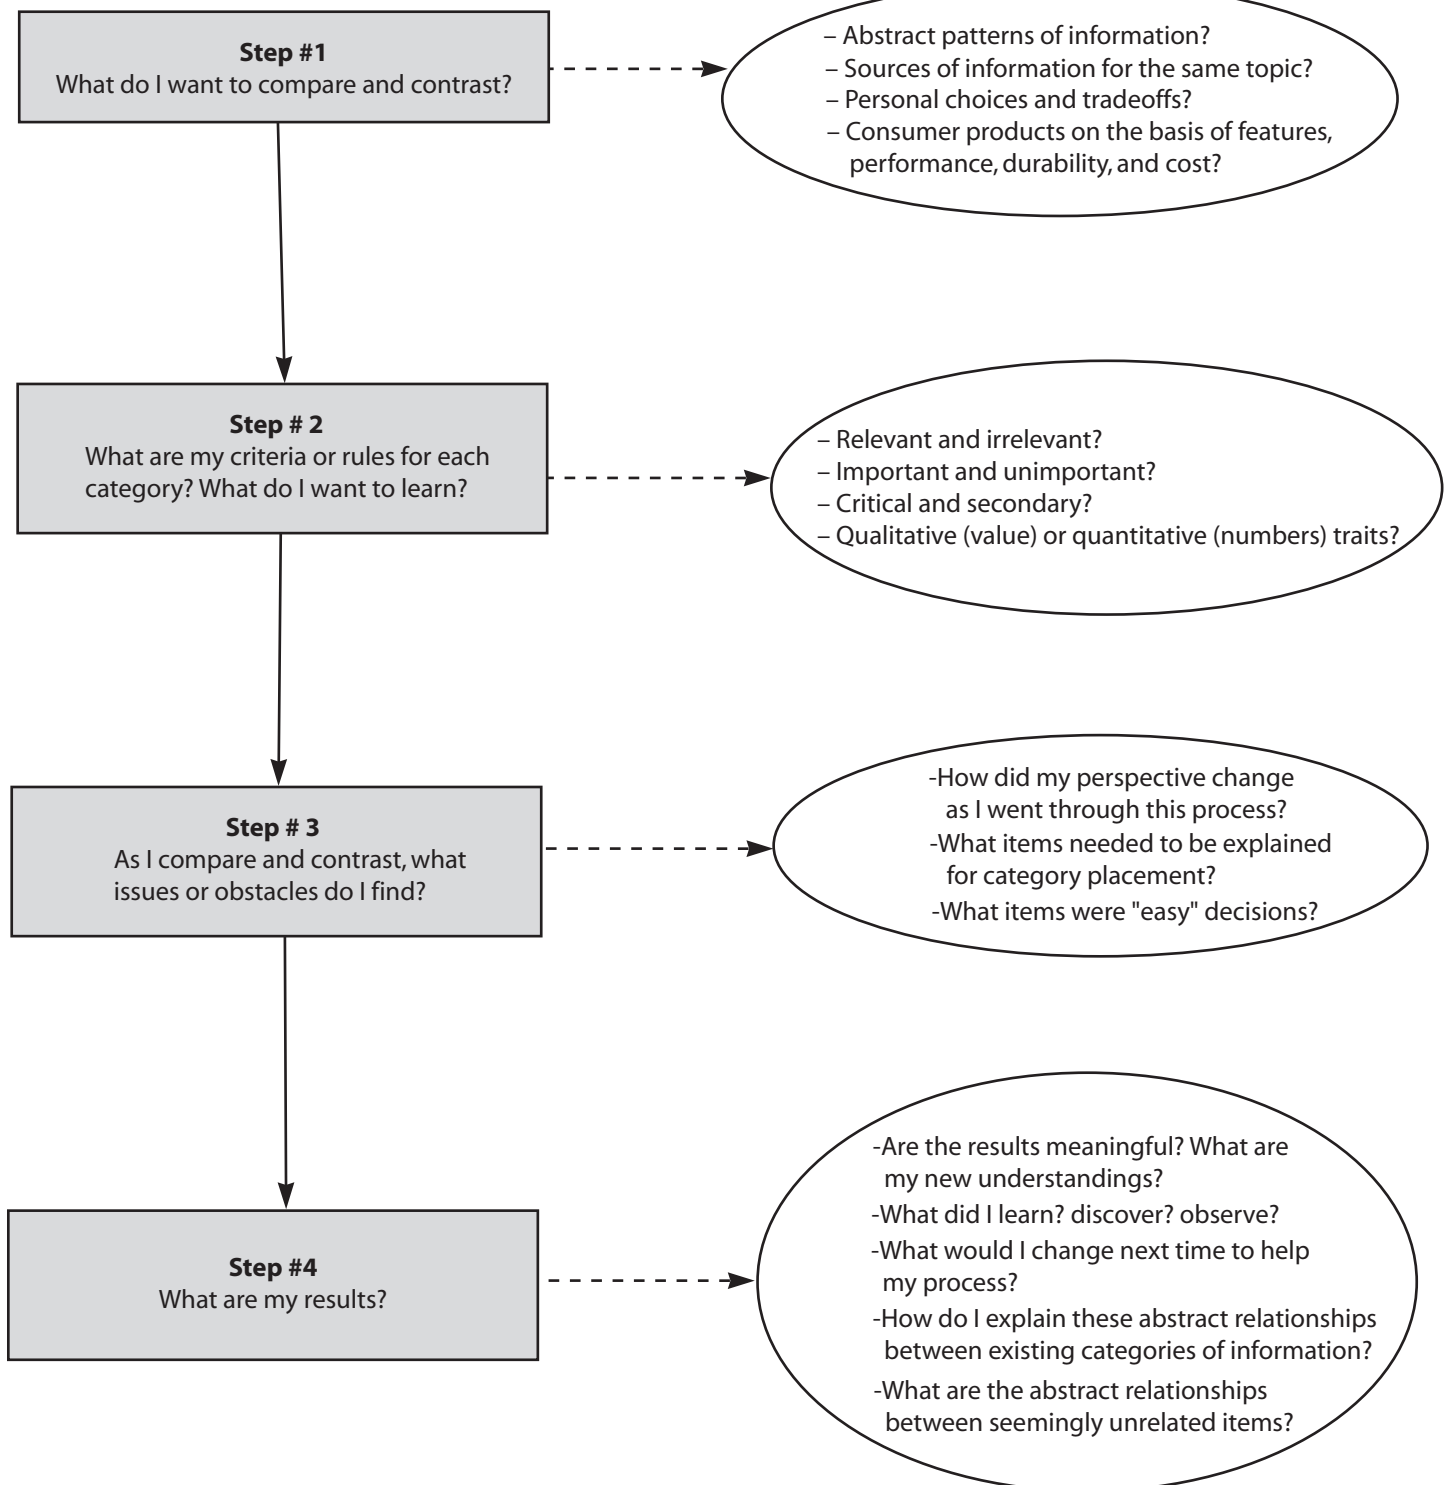 Step #1
What do I want to compare and contrast?
– Abstract patterns of information?
– Sources of information for the same topic?
– Personal choices and tradeoffs?
– Consumer products on the basis of features,
performance, durability, and cost?
Step # 2
What are my criteria or rules for each
category? What do I want to learn?
– Relevant and irrelevant?
– Important and unimportant?
– Critical and secondary?
– Qualitative (value) or quantitative (numbers) traits?
Step # 3
As I compare and contrast, what
issues or obstacles do I find?
-How did my perspective change
as I went through this process?
-What items needed to be explained
for category placement?
-What items were "easy" decisions?
Step #4
What are my results?
-Are the results meaningful? What are
my new understandings?
-What did I learn? discover? observe?
-What would I change next time to help
my process?
-How do I explain these abstract relationships
between existing categories of information?
-What are the abstract relationships
between seemingly unrelated items?